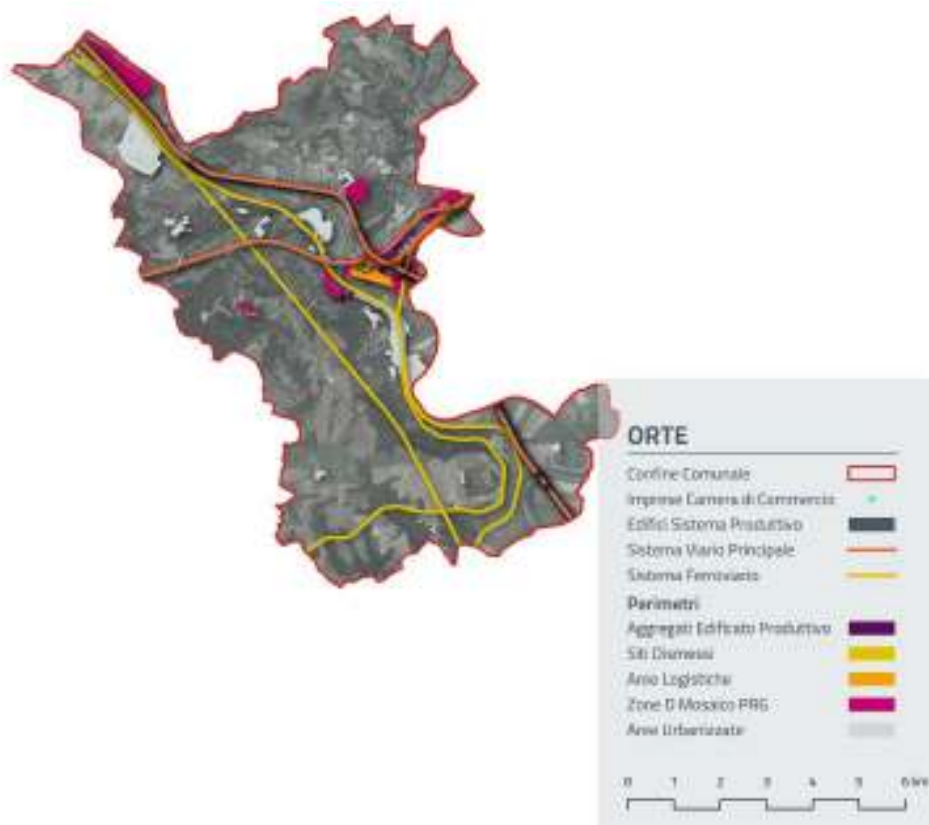 ORTE
Confine Comunale
Imprese Camera di Commercio
Edifici Sistema Produttivo
Sistema Viario Principale
Sistema Ferroviario
Perimetri
Aggregati Edificato Produttivo
Siti Dismessi
Aree Logistiche
Zone D Mosaico PRG
Aree Urbanizzate
0 1 2 3 4 5 6 km